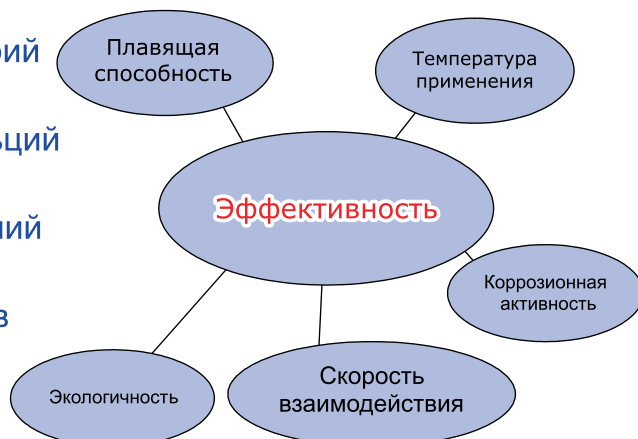 Плавящая
способность
Температура
применения
Эффективность
Коррозионная
активность
Скорость
взаимодействия
Экологичность